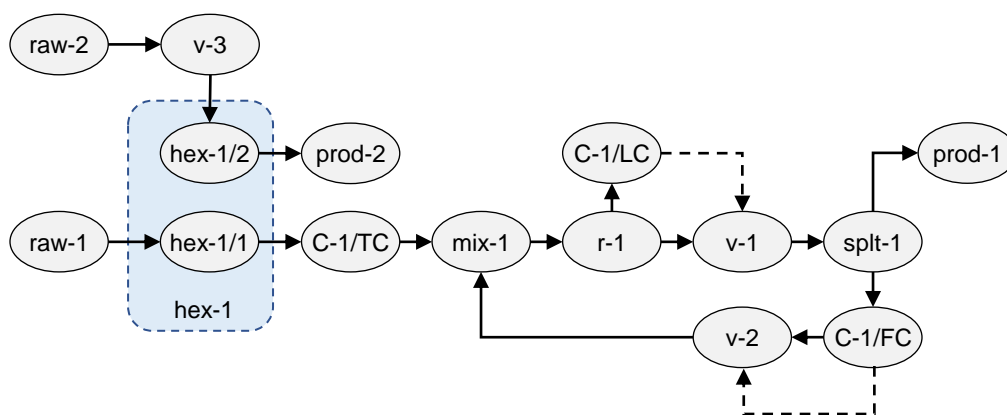 raw-2
v-3
hex-1/2
prod-2
C-1/LC
prod-1
raw-1
hex-1/1
C-1/TC
mix-1
r-1
v-1
splt-1
hex-1
v-2
C-1/FC